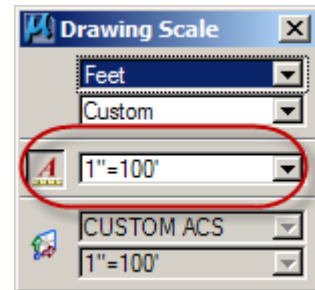 Drawing Scale
Feet
Custom
A 1"=100'
CUSTOM ACS
1"=100'